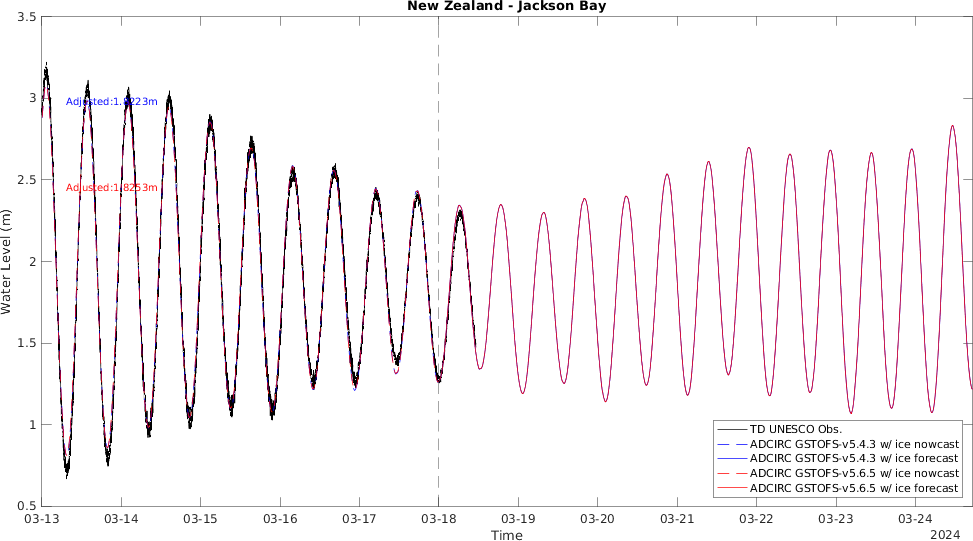 New Zealand - Jackson Bay
3.5
3
2.5
2
1.5
1
0.5
Water Level (m)
Adjusted:1.8223m
Adjusted:1.8253m
TD UNESCO Obs.
ADCIRC GSTOFS-v5.4.3 w/ ice nowcast
ADCIRC GSTOFS-v5.4.3 w/ ice forecast
ADCIRC GSTOFS-v5.6.5 w/ ice nowcast
ADCIRC GSTOFS-v5.6.5 w/ ice forecast
03-13 03-14 03-15 03-16 03-17 03-18 03-19 03-20 03-21 03-22 03-23 03-24
Time
2024